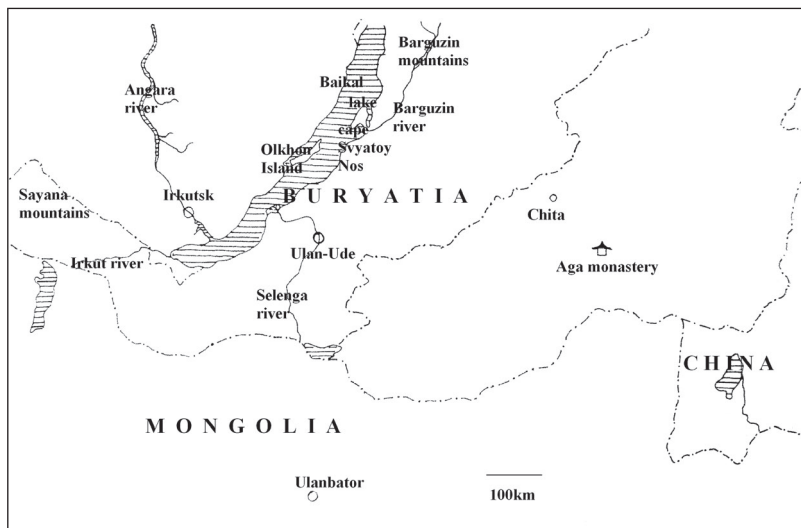 Barguzin
mountains
Baikal
lake
Angara
river
Barguzin
river
cape
Svyatoy
Nos
Olkhon
Island
Sayana
mountains
Irkutsk
BURYATIA
Chita
Irkut river
Ulan-Ude
Aga monastery
Selenga
river
CHINA
MONGOLIA
Ulanbator
100km